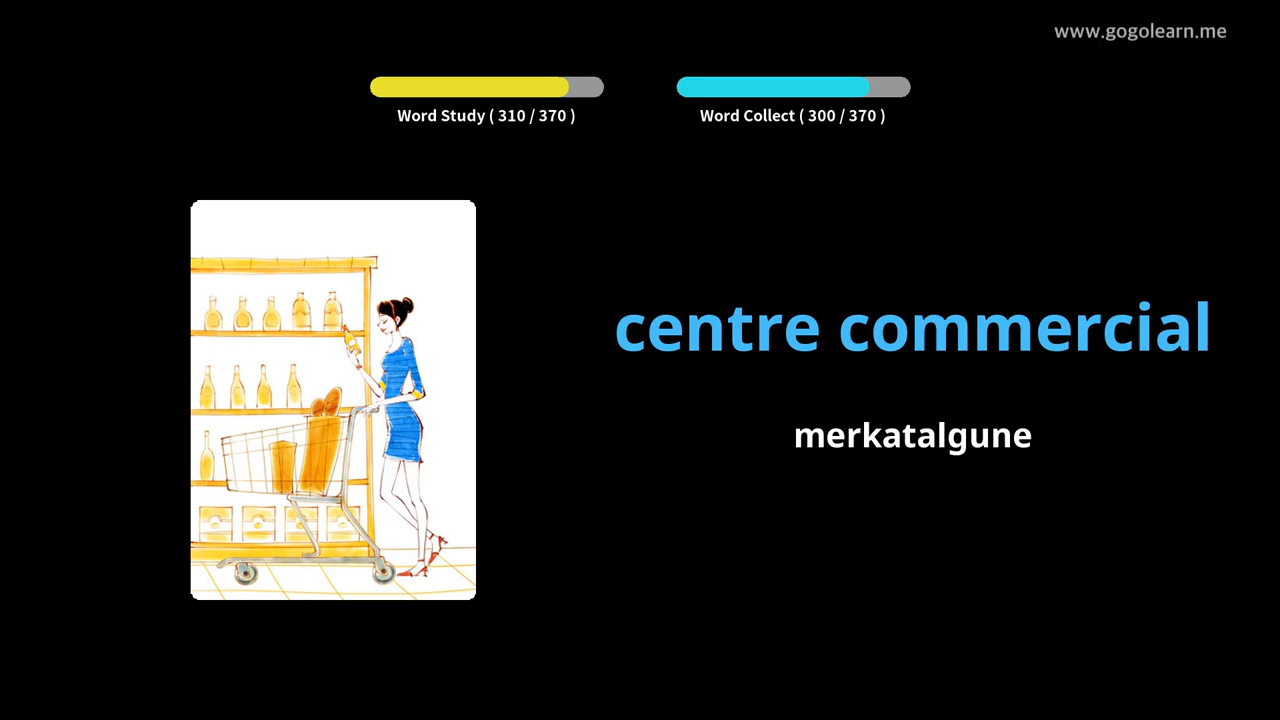 www.gogolearn.me
Word Study ( 310 / 370 )
Word Collect ( 300 / 370 )
centre commercial
merkatalgune